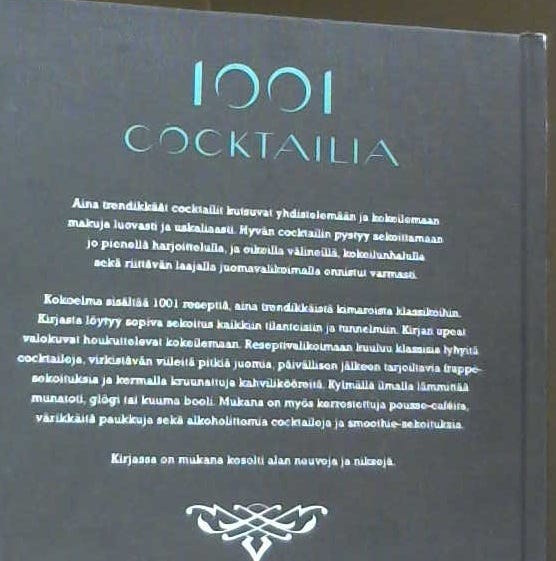 1001
COCKTAILIA
Aina trendikkäät cocktailit kutsuvat yhdistelemään ja kokeilemaan
makuja luovasti ja uskaliaasti. Hyvän cocktailin pystyy sekoittamaan
jo pienellä harjoittelulla, ja oikeilla välineillä, kokeilunhalulla
sekä riittävän laajalla juomavalikoimalla onnistut varmasti.
Kokoelma sisältää 1001 reseptiä, aina trendikkäistä kimaroista klassikoihin.
Kirjasta löytyy sopiva sekoitus kaikkiin tilanteisiin ja tunnelmiin. Kirjan upeat
valokuvat houkuttelevat kokeilemaan. Reseptivalikoimaan kuuluu klassisia lyhyitä
cocktaileja, virkistävän viileitä pitkiä juomia, päivällisen jälkeen tarjoiltavia frappé-
sekoituksia ja kermalla kruunattuja kahviliköörejä. Kylmällä ilmalla lämmittää
munatoti, glögi tai kuuma booli. Mukana on myös kerrostettuja pousse-caféita,
värikkäitä paukkuja sekä alkoholittomia cocktaileja ja smoothie-sekoituksia.
Kirjassa on mukana kosolti alan neuvoja ja niksejä.